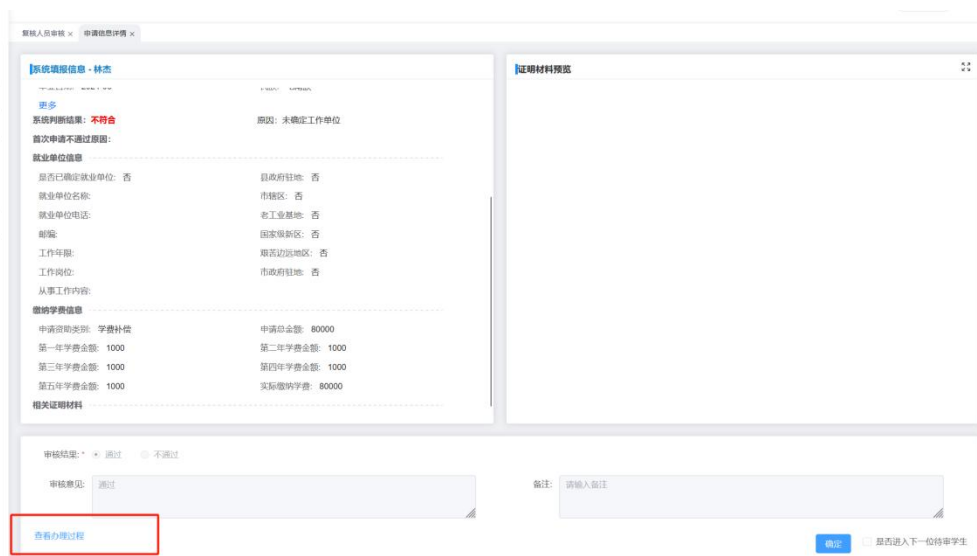 复核人员审核 × 申请信息详情 ×
系统填报信息 - 林杰
证明材料预览
更多
系统判断结果: 不符合 原因: 未确定工作单位
首次申请不通过原因:
就业单位信息
是否已确定就业单位: 否 县政府驻地: 否
就业单位名称: 市辖区: 否
就业单位电话: 老工业基地: 否
邮编: 国家级新区: 否
工作年限: 艰苦边远地区: 否
工作岗位: 市政府驻地: 否
从事工作内容:
缴纳学费信息
申请资助类别: 学费补偿 申请总金额: 80000
第一年学费金额: 1000 第二年学费金额: 1000
第三年学费金额: 1000 第四年学费金额: 1000
第五年学费金额: 1000 实际缴纳学费: 80000
相关证明材料
审核结果: * 通过 不通过
审核意见: 通过 备注: 请输入备注
查看办理过程
确定 是否进入下一位待审学生